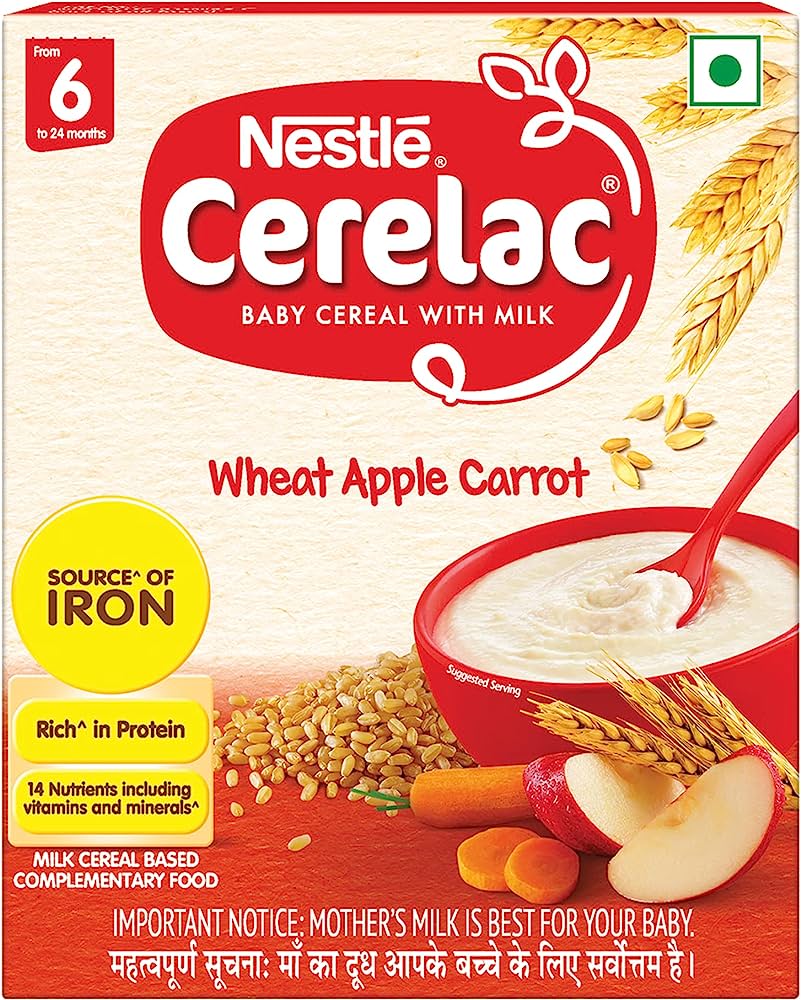 From
6
to 24 months
Nestlé®
Cerelac®
BABY CEREAL WITH MILK
Wheat Apple Carrot
SOURCE^ OF
IRON
Rich^ in Protein
14 Nutrients including
vitamins and minerals^
Suggested Serving
MILK CEREAL BASED
COMPLEMENTARY FOOD
IMPORTANT NOTICE: MOTHER'S MILK IS BEST FOR YOUR BABY.
महत्वपूर्ण सूचना: माँ का दूध आपके बच्चे के लिए सर्वोत्तम है।